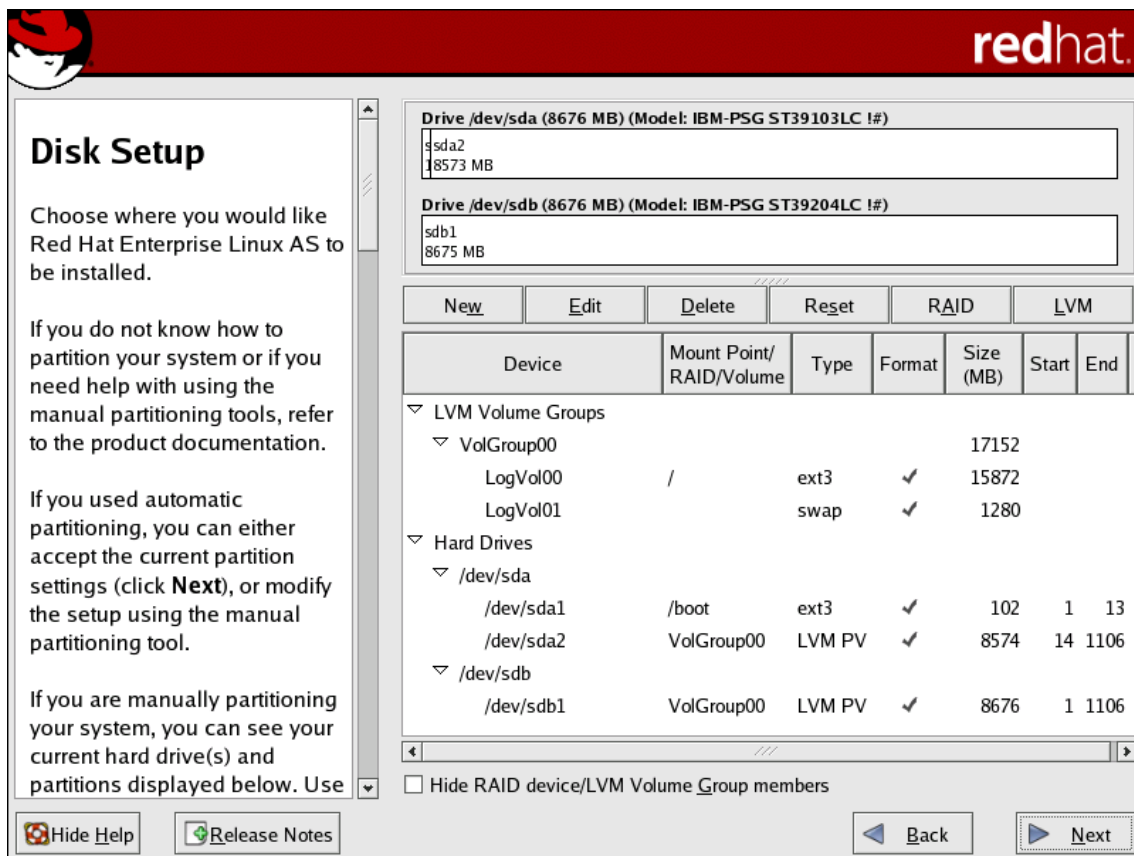 redhat.
Disk Setup
Choose where you would like
Red Hat Enterprise Linux AS to
be installed.
If you do not know how to
partition your system or if you
need help with using the
manual partitioning tools, refer
to the product documentation.
If you used automatic
partitioning, you can either
accept the current partition
settings (click Next), or modify
the setup using the manual
partitioning tool.
If you are manually partitioning
your system, you can see your
current hard drive(s) and
partitions displayed below. Use
Drive /dev/sda (8676 MB) (Model: IBM-PSG ST39103LC !#)
s sda2
1 8573 MB
Drive /dev/sdb (8676 MB) (Model: IBM-PSG ST39204LC !#)
sdb1
8675 MB
New Edit Delete Reset RAID LVM
Device Mount Point/ RAID/Volume Type Format Size (MB) Start End
LVM Volume Groups
VolGroup00 17152
LogVol00 / ext3 ✓ 15872
LogVol01 swap ✓ 1280
Hard Drives
/dev/sda
/dev/sda1 /boot ext3 ✓ 102 1 13
/dev/sda2 VolGroup00 LVM PV ✓ 8574 14 1106
/dev/sdb
/dev/sdb1 VolGroup00 LVM PV ✓ 8676 1 1106
Hide RAID device/LVM Volume Group members
Hide Help Release Notes Back Next